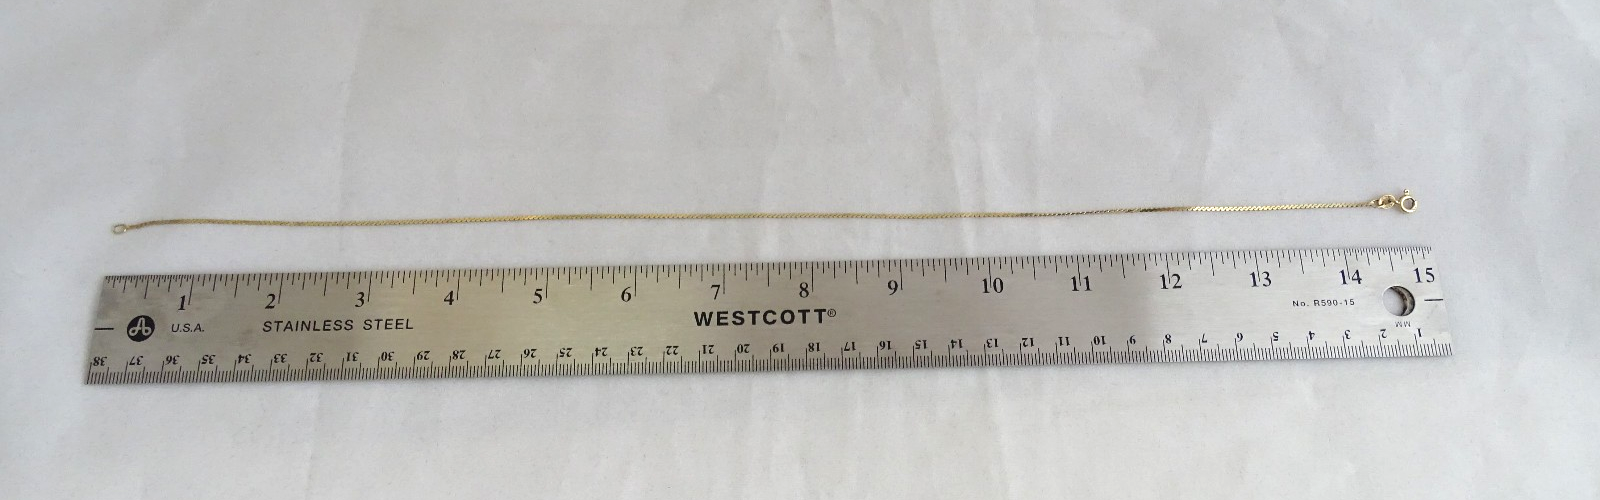 1 2 3 4 5 6 7 8 9 10 11 12 13 14 15
U.S.A. STAINLESS STEEL WESTCOTT® No. R590-15
MM
38 37 36 35 34 33 32 31 30 29 28 27 26 25 24 23 22 21 20 19 18 17 16 15 14 13 12 11 10 9 8 7 6 5 4 3 2 1